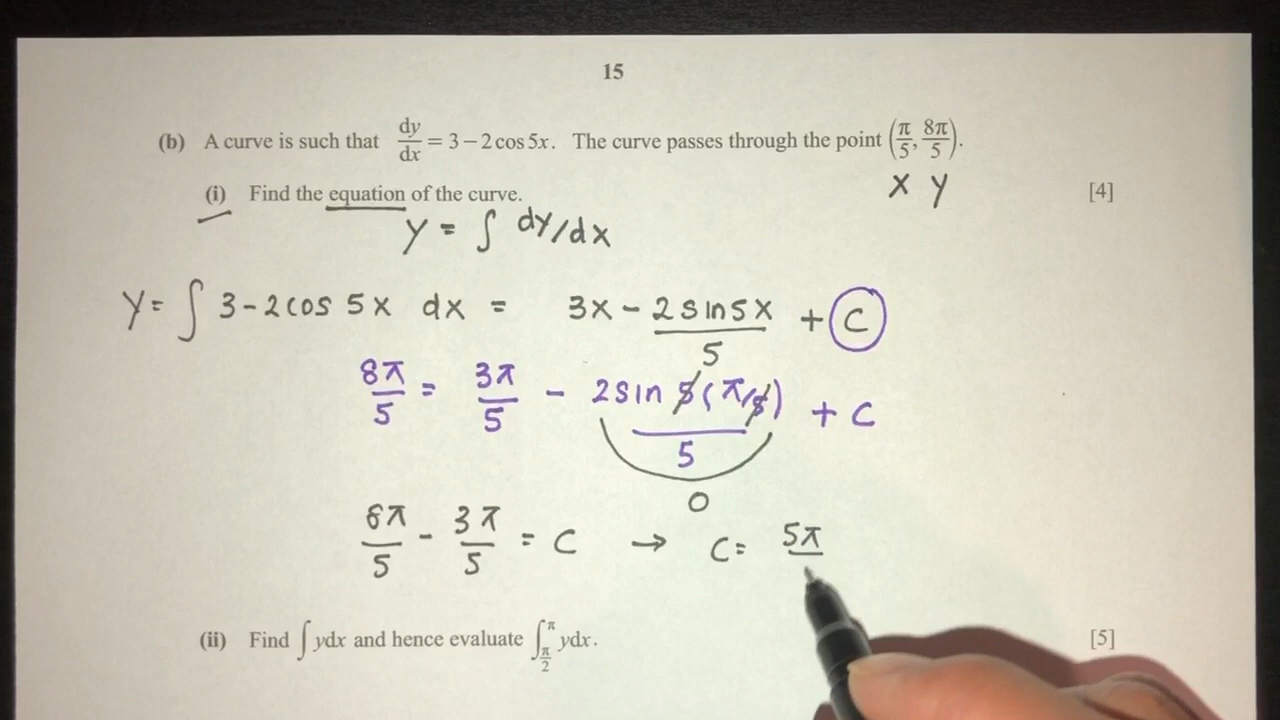 15
(b) A curve is such that dy/dx = 3 − 2 cos 5x. The curve passes through the point (π/5, 8π/5).
x y
(i) Find the equation of the curve. [4]
y = ∫ dy/dx
y = ∫ 3 - 2cos 5x dx = 3x - 2sin5x/5 + C
8π/5 = 3π/5 - 2sin 5(π/5)/5 + C
0
8π/5 - 3π/5 = C → C = 5π
(ii) Find ∫ ydx and hence evaluate ∫_{π/2}^{π} ydx. [5]